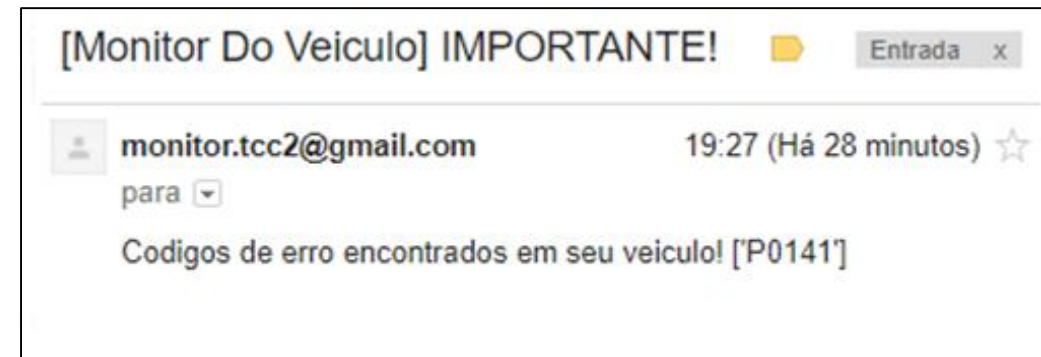 [Monitor Do Veiculo] IMPORTANTE! Entrada x
monitor.tcc2@gmail.com 19:27 (Há 28 minutos)
para
Codigos de erro encontrados em seu veiculo! ['P0141']